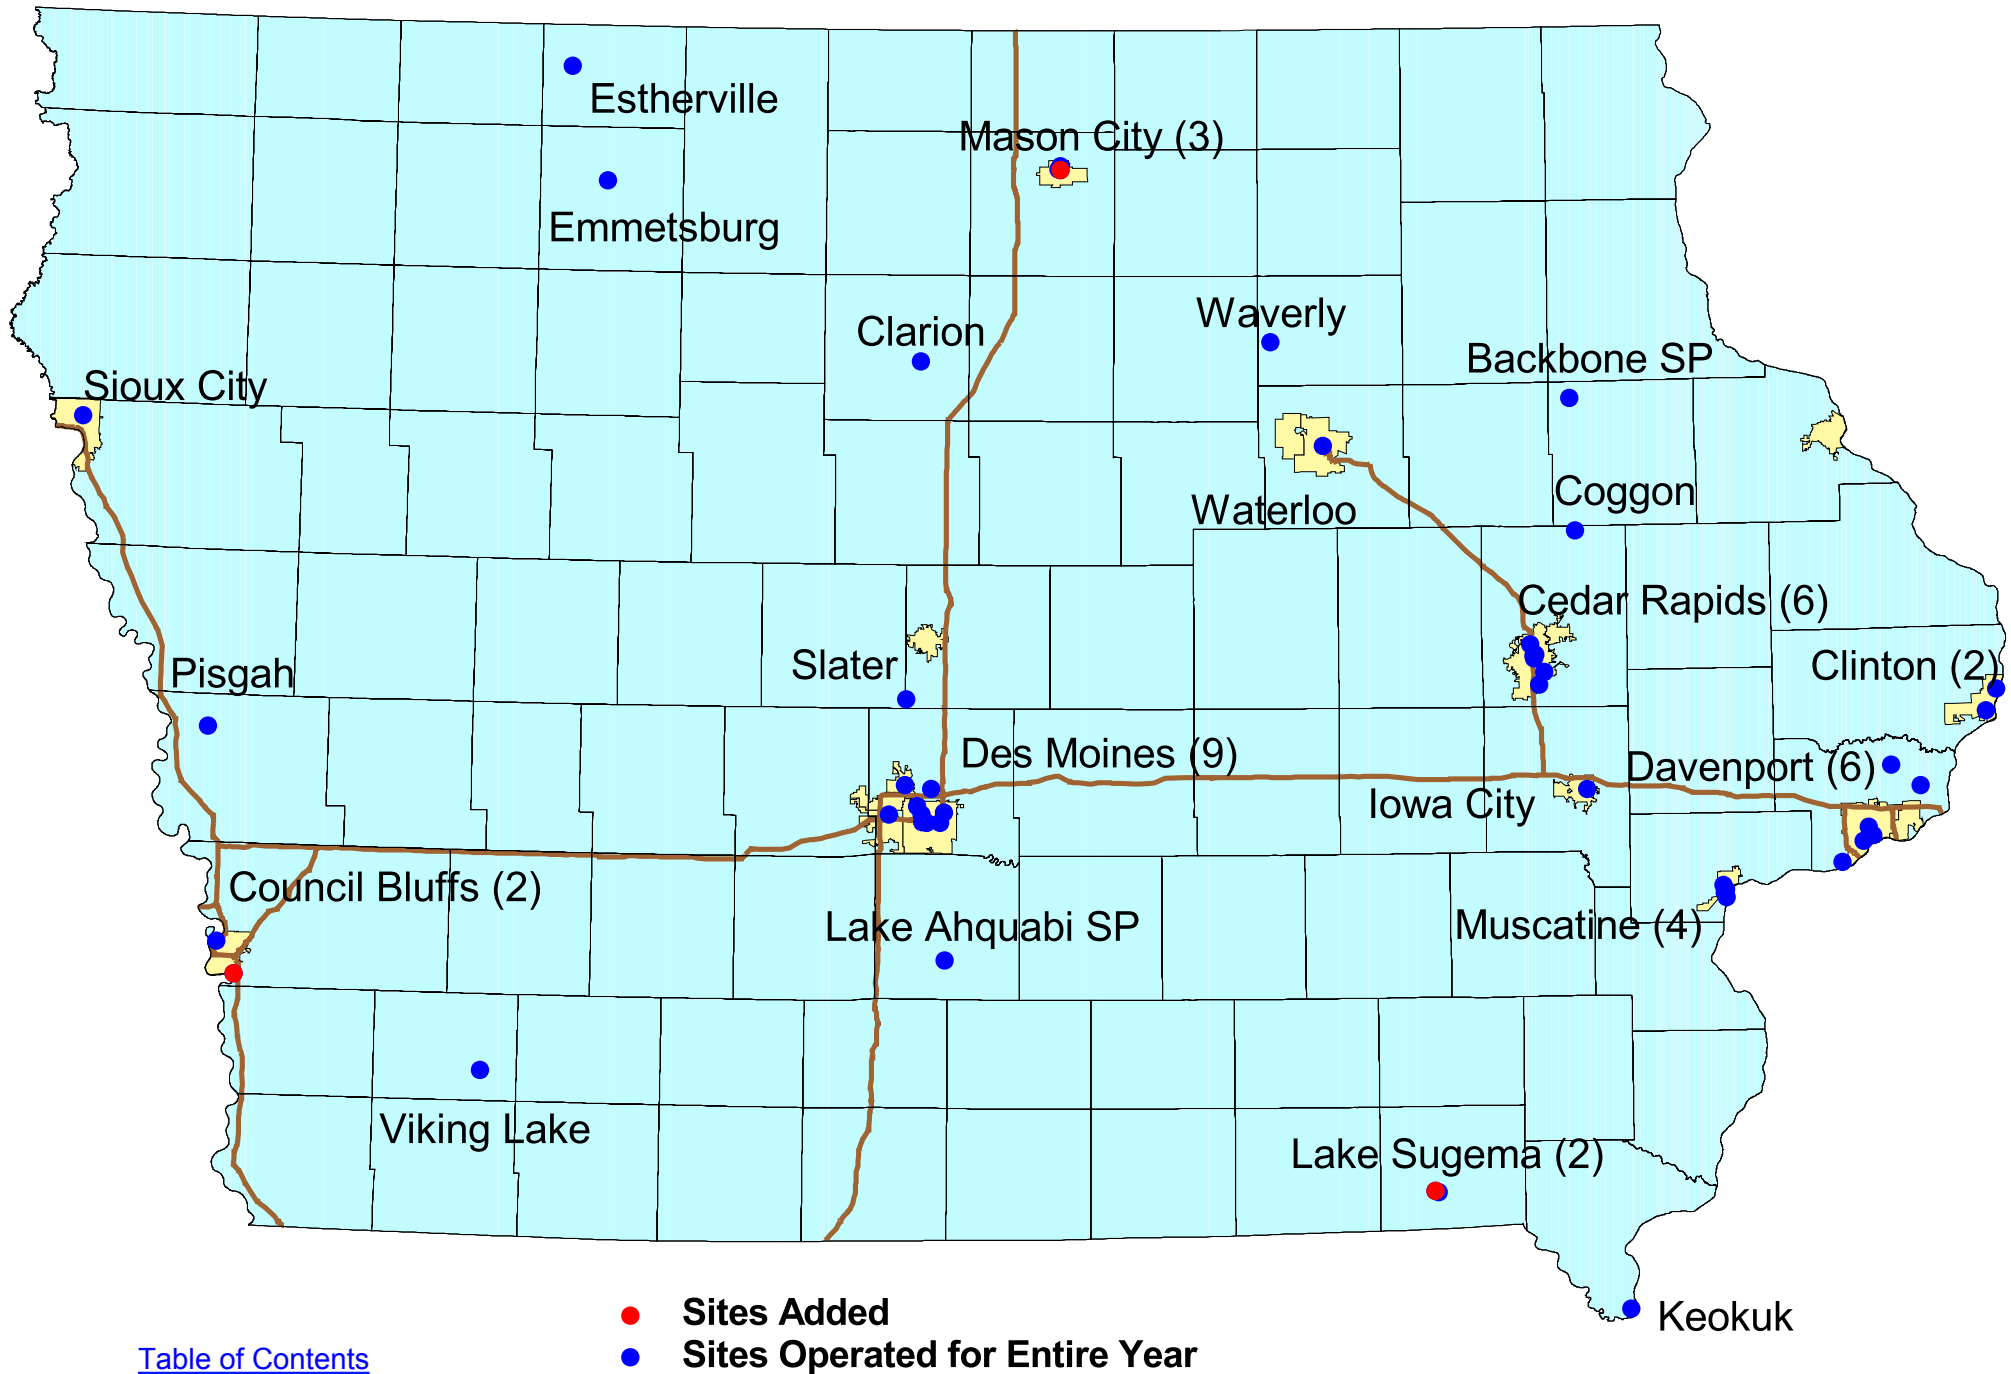 Estherville
Mason City (3)
Emmetsburg
Waverly
Clarion
Backbone SP
Sioux City
Coggon
Waterloo
Cedar Rapids (6)
Slater
Clinton (2)
Pisgah
Des Moines (9)
Davenport (6)
Iowa City
Council Bluffs (2)
Lake Ahquabi SP
Muscatine (4)
Viking Lake
Lake Sugema (2)
Keokuk
Sites Added
Sites Operated for Entire Year
Table of Contents